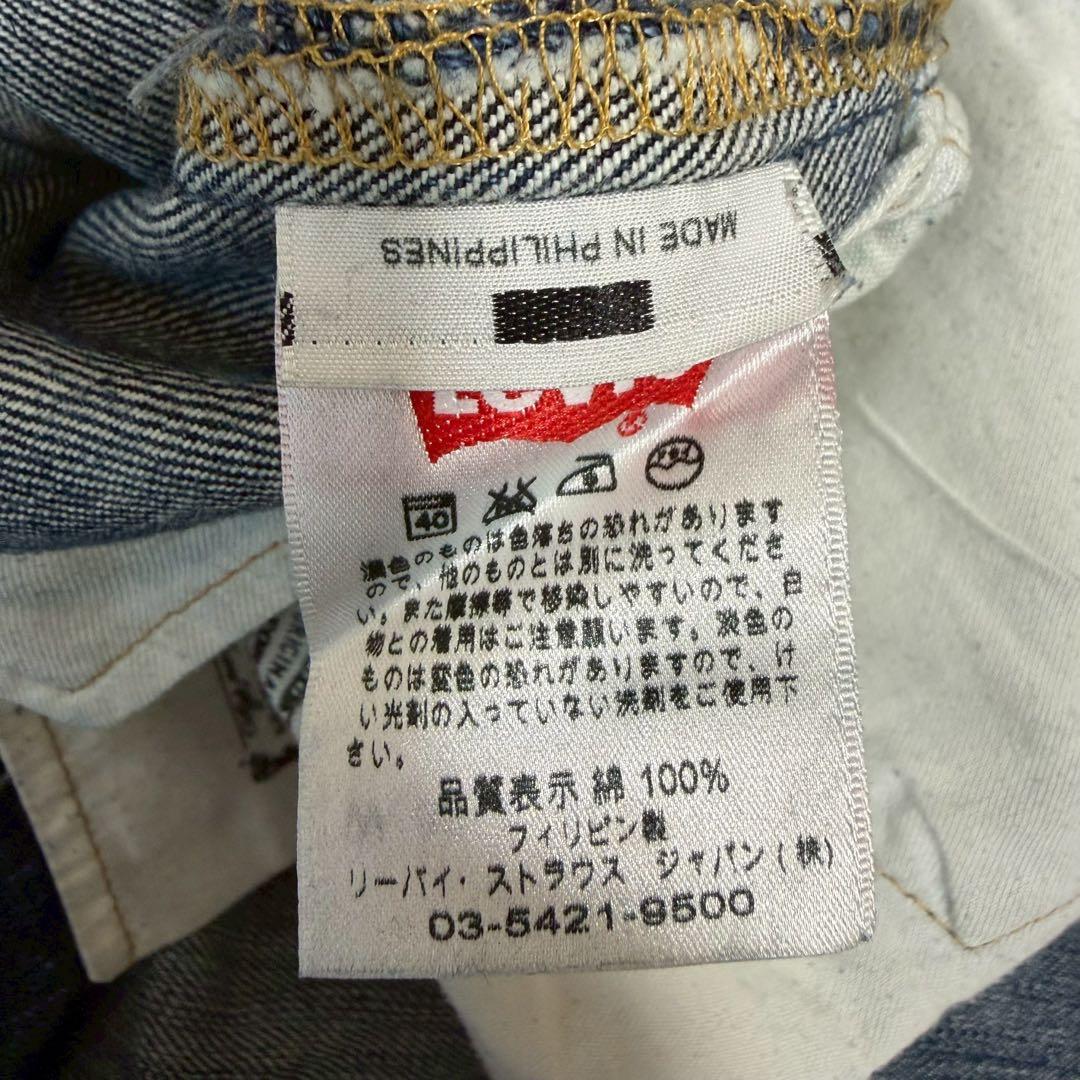 MADE IN PHILIPPINES
LEVI'S
®
40
濃色のものは色落ちの恐れがあります
ので、他のものとは別に洗ってくださ
い。また摩擦等で移染しやすいので、白
物との着用はご注意願います。淡色の
ものは変色の恐れがありますので、け
い光剤の入っていない洗剤をご使用下
さい。
品質表示 綿 100%
フィリピン製
リーバイ・ストラウス ジャパン(株)
03-5421-9500